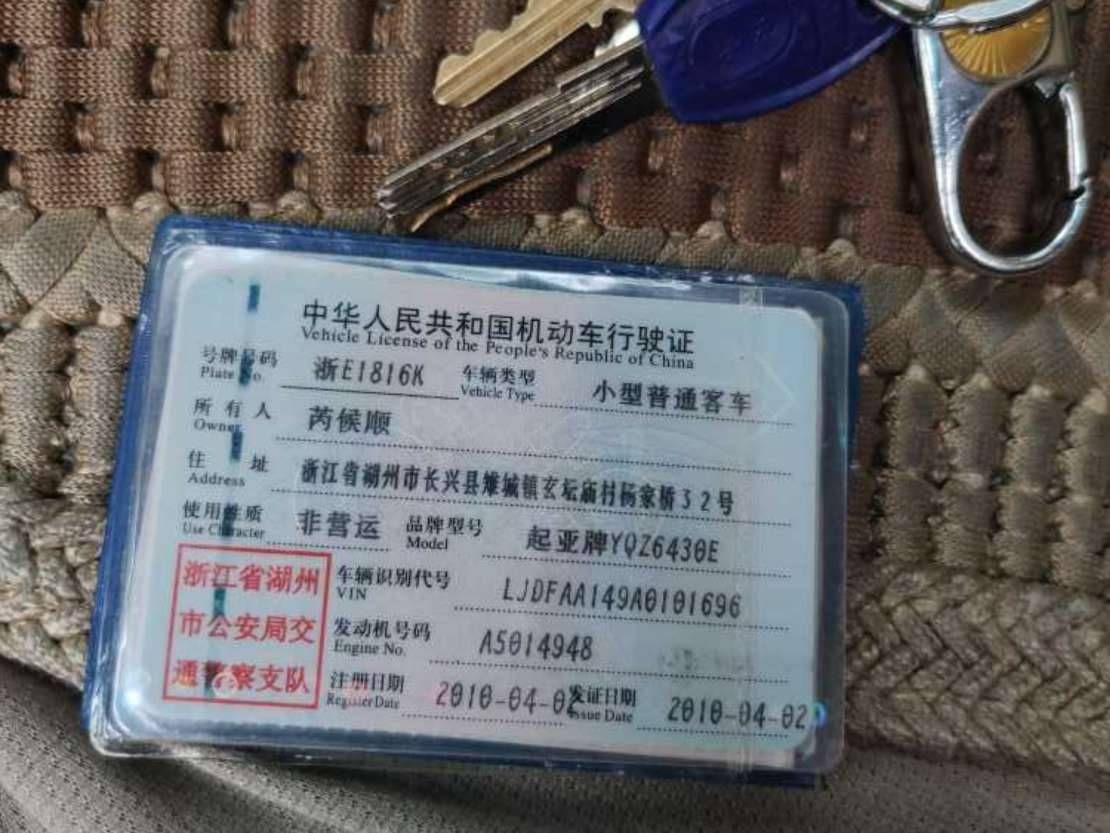 中华人民共和国机动车行驶证
Vehicle License of the People's Republic of China
号牌号码 浙E1816K 车辆类型 小型普通客车
Plate No. Vehicle Type
所有人 芮候顺
Owner
住址 浙江省湖州市长兴县雉城镇玄坛庙村杨家桥32号
Address
使用性质 非营运 品牌型号 起亚牌YQZ6430E
Use Character Model
浙江省湖州
市公安局交
通警察支队
车辆识别代号 LJDFAA149A0101696
VIN
发动机号码 A5014948
Engine No.
注册日期 2010-04-02 发证日期 2010-04-02
Register Date Issue Date